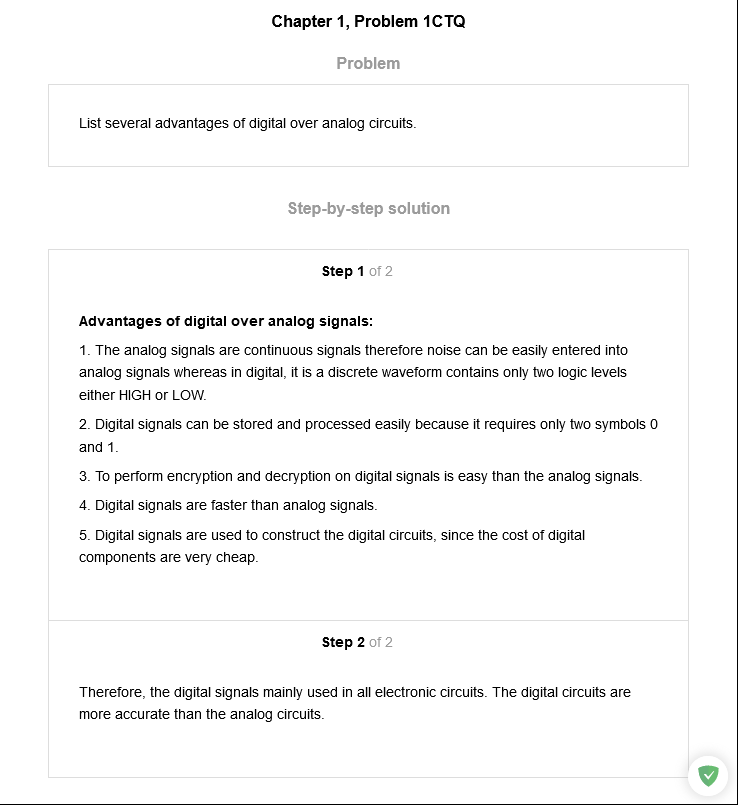 Chapter 1, Problem 1CTQ
Problem
List several advantages of digital over analog circuits.
Step-by-step solution
Step 1 of 2
Advantages of digital over analog signals:
1. The analog signals are continuous signals therefore noise can be easily entered into
analog signals whereas in digital, it is a discrete waveform contains only two logic levels
either HIGH or LOW.
2. Digital signals can be stored and processed easily because it requires only two symbols 0
and 1.
3. To perform encryption and decryption on digital signals is easy than the analog signals.
4. Digital signals are faster than analog signals.
5. Digital signals are used to construct the digital circuits, since the cost of digital
components are very cheap.
Step 2 of 2
Therefore, the digital signals mainly used in all electronic circuits. The digital circuits are
more accurate than the analog circuits.